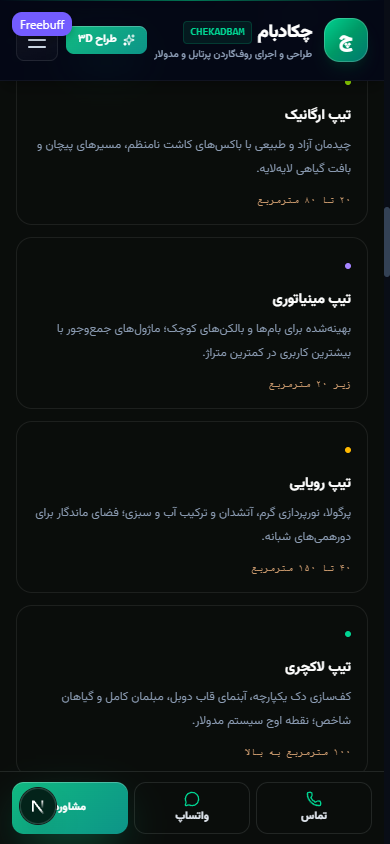 Freebuff
چ
چکادبام CHEKADBAM
طراحی و اجرای روف‌گاردن پرتابل و مدولار
طراح 3D
تیپ ارگانیک
چیدمان آزاد و طبیعی با باکس‌های کاشت نامنظم، مسیرهای پیچان و
بافت گیاهی لایه‌لایه.
۲۰ تا ۸۰ مترمربع
تیپ مینیاتوری
بهینه‌شده برای بام‌ها و بالکن‌های کوچک؛ ماژول‌های جمع‌وجور با
بیشترین کاربری در کمترین متراژ.
زیر ۲۰ مترمربع
تیپ رویایی
پرگولا، نورپردازی گرم، آتشدان و ترکیب آب و سبزی؛ فضای ماندگار برای
دورهمی‌های شبانه.
۴۰ تا ۱۵۰ مترمربع
تیپ لاکچری
کف‌سازی دک یکپارچه، آبنمای قاب دوبل، مبلمان کامل و گیاهان
شاخص؛ نقطه اوج سیستم مدولار.
۱۰۰ مترمربع به بالا
تماس
واتساپ
N